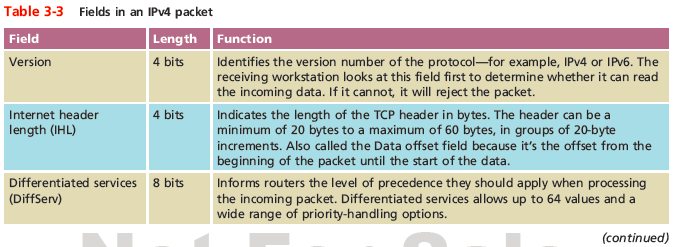 Table 3-3 Fields in an IPv4 packet
Field Length Function
Version 4 bits Identifies the version number of the protocol—for example, IPv4 or IPv6. The
receiving workstation looks at this field first to determine whether it can read
the incoming data. If it cannot, it will reject the packet.
Internet header 4 bits Indicates the length of the TCP header in bytes. The header can be a
length (IHL) minimum of 20 bytes to a maximum of 60 bytes, in groups of 20-byte
increments. Also called the Data offset field because it's the offset from the
beginning of the packet until the start of the data.
Differentiated services 8 bits Informs routers the level of precedence they should apply when processing
(DiffServ) the incoming packet. Differentiated services allows up to 64 values and a
wide range of priority-handling options.
(continued)
Not For Sale